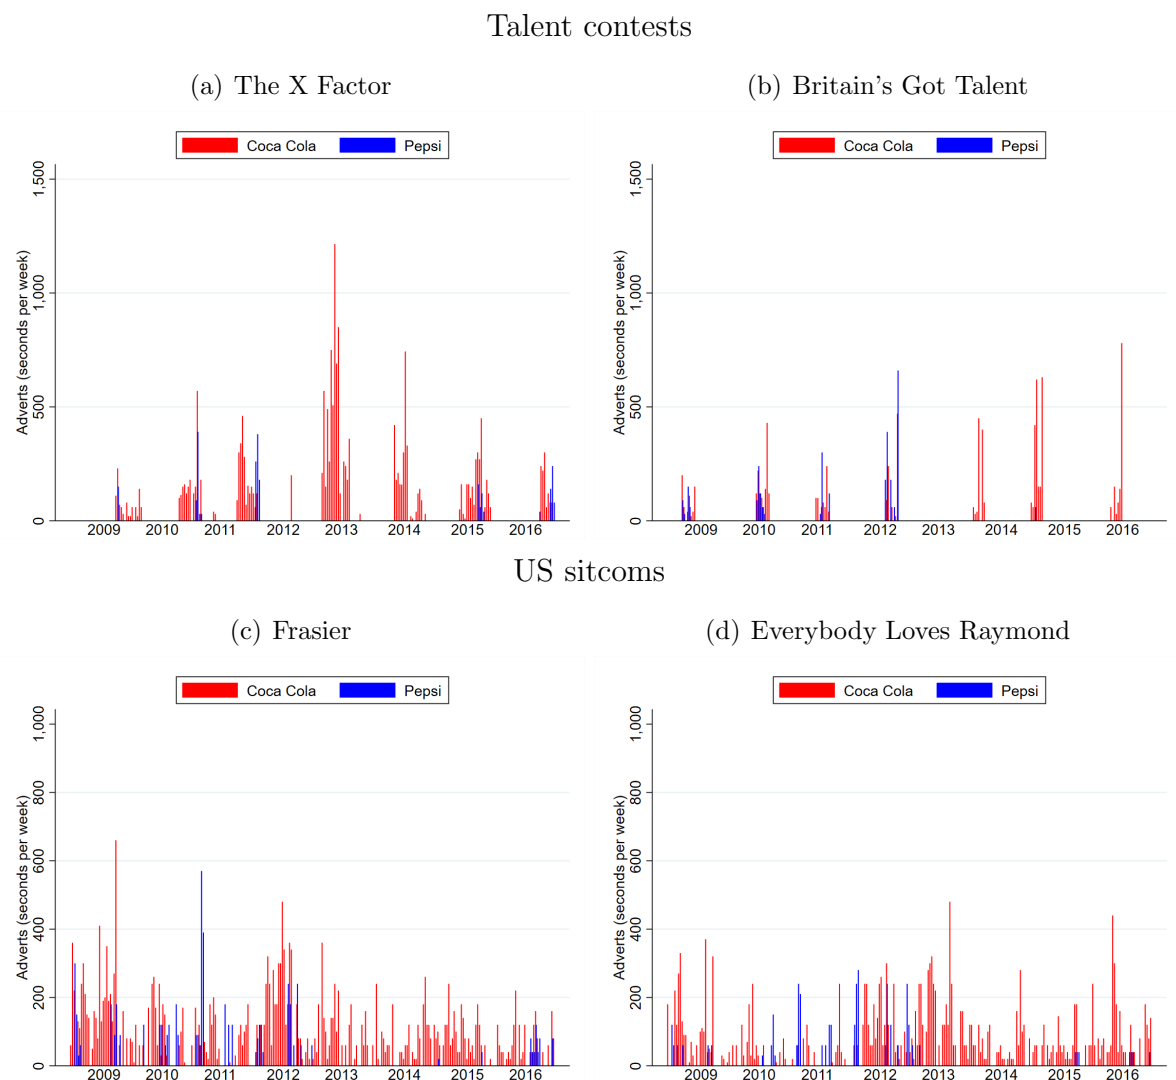 Talent contests
(a) The X Factor
Coca Cola Pepsi
Adverts (seconds per week)
1,500
1,000
500
0
2009 2010 2011 2012 2013 2014 2015 2016
(b) Britain's Got Talent
Coca Cola Pepsi
Adverts (seconds per week)
1,500
1,000
500
0
2009 2010 2011 2012 2013 2014 2015 2016
US sitcoms
(c) Frasier
Coca Cola Pepsi
Adverts (seconds per week)
1,000
800
600
400
200
0
2009 2010 2011 2012 2013 2014 2015 2016
(d) Everybody Loves Raymond
Coca Cola Pepsi
Adverts (seconds per week)
1,000
800
600
400
200
0
2009 2010 2011 2012 2013 2014 2015 2016